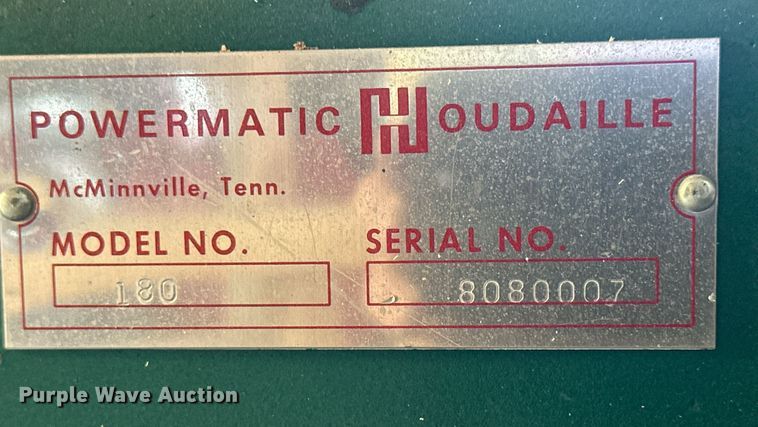 POWERMATIC HOUDAILLE
McMinnville, Tenn.
MODEL NO. SERIAL NO.
180 8080007
Purple Wave Auction